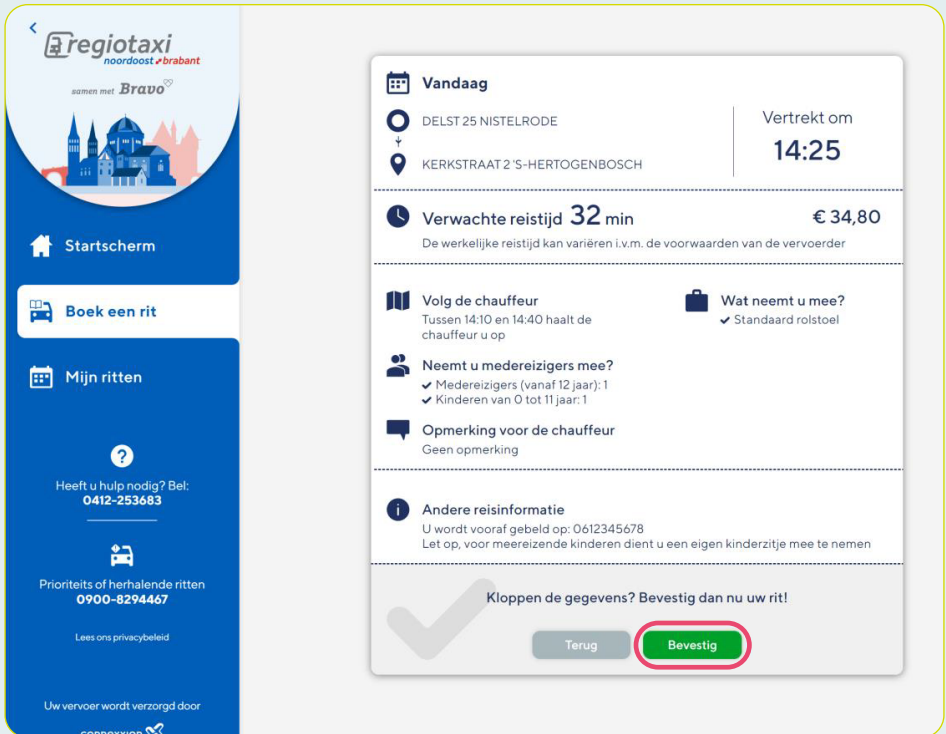 regiotaxi
noordoost brabant
samen met Bravo
Startscherm
Boek een rit
Mijn ritten
Heeft u hulp nodig? Bel:
0412-253683
Prioriteits of herhalende ritten
0900-8294467
Lees ons privacybeleid
Uw vervoer wordt verzorgd door
connexxion
Vandaag
DELST 25 NISTELRODE
KERKSTRAAT 2 'S-HERTOGENBOSCH
Vertrekt om
14:25
Verwachte reistijd 32 min € 34,80
De werkelijke reistijd kan variëren i.v.m. de voorwaarden van de vervoerder
Volg de chauffeur
Tussen 14:10 en 14:40 haalt de
chauffeur u op
Wat neemt u mee?
Standaard rolstoel
Neemt u medereizigers mee?
Medereizigers (vanaf 12 jaar): 1
Kinderen van 0 tot 11 jaar: 1
Opmerking voor de chauffeur
Geen opmerking
Andere reisinformatie
U wordt vooraf gebeld op: 0612345678
Let op, voor meereizende kinderen dient u een eigen kinderzitje mee te nemen
Kloppen de gegevens? Bevestig dan nu uw rit!
Terug
Bevestig